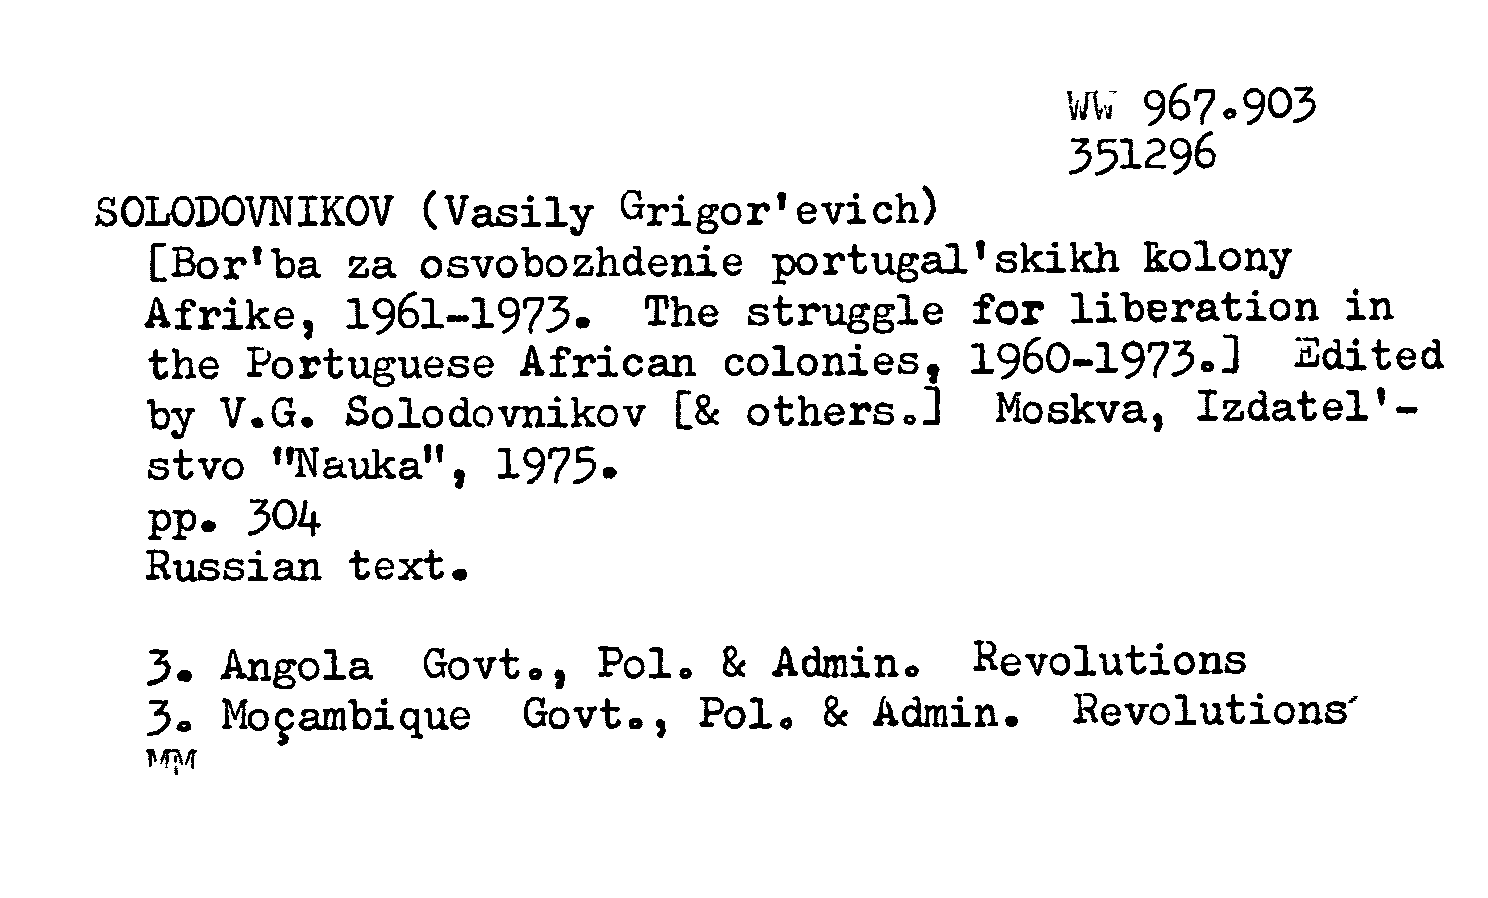 WW 967.903
351296
SOLODOVNIKOV (Vasily Grigor'evich)
[Bor'ba za osvobozhdenie portugal'skikh kolony
Afrike, 1961-1973. The struggle for liberation in
the Portuguese African colonies, 1960-1973.] Edited
by V.G. Solodovnikov [& others.] Moskva, Izdatel'-
stvo "Nauka", 1975.
pp. 304
Russian text.
3. Angola Govt., Pol. & Admin. Revolutions
3. Moçambique Govt., Pol. & Admin. Revolutions
MM